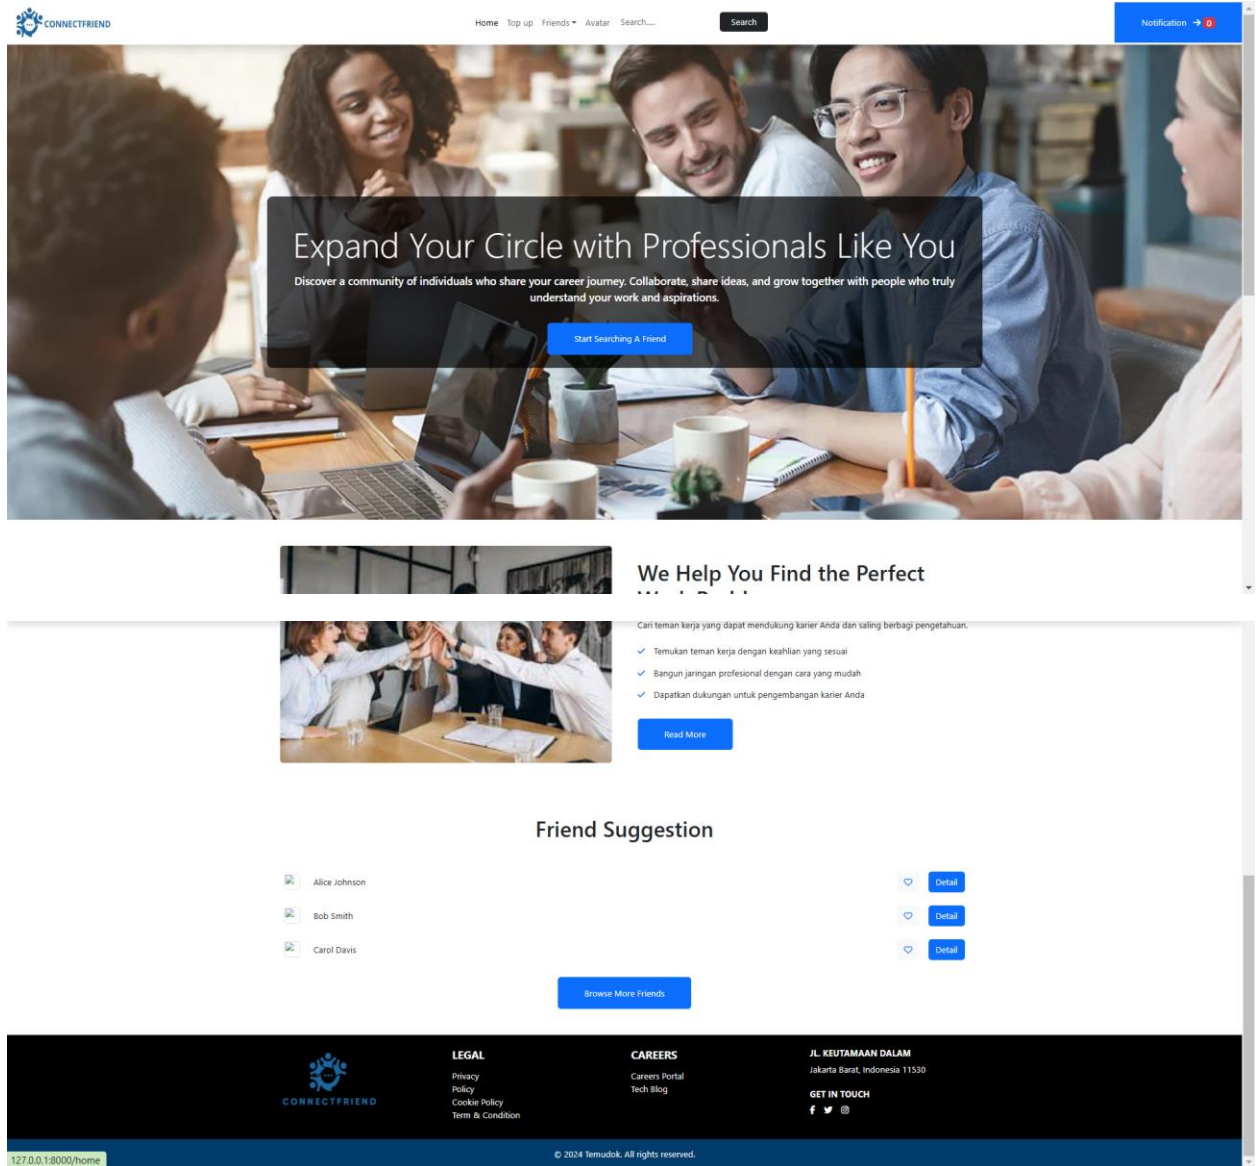 CONNECTFRIEND
Home Top up Friends Avatar Search.... Search
Notification → 0
Expand Your Circle with Professionals Like You
Discover a community of individuals who share your career journey. Collaborate, share ideas, and grow together with people who truly
understand your work and aspirations.
Start Searching A Friend
We Help You Find the Perfect
Cari teman kerja yang dapat mendukung karier Anda dan saling berbagi pengetahuan.
Temukan teman kerja dengan keahlian yang sesuai
Bangun jaringan profesional dengan cara yang mudah
Dapatkan dukungan untuk pengembangan karier Anda
Read More
Friend Suggestion
Alice Johnson Detail
Bob Smith Detail
Carol Davis Detail
Browse More Friends
CONNECTFRIEND
LEGAL
Privacy
Policy
Cookie Policy
Term & Condition
CAREERS
Careers Portal
Tech Blog
JL. KEUTAMAAN DALAM
Jakarta Barat, Indonesia 11530
GET IN TOUCH
© 2024 Temudok. All rights reserved.
127.0.0.1:8000/home